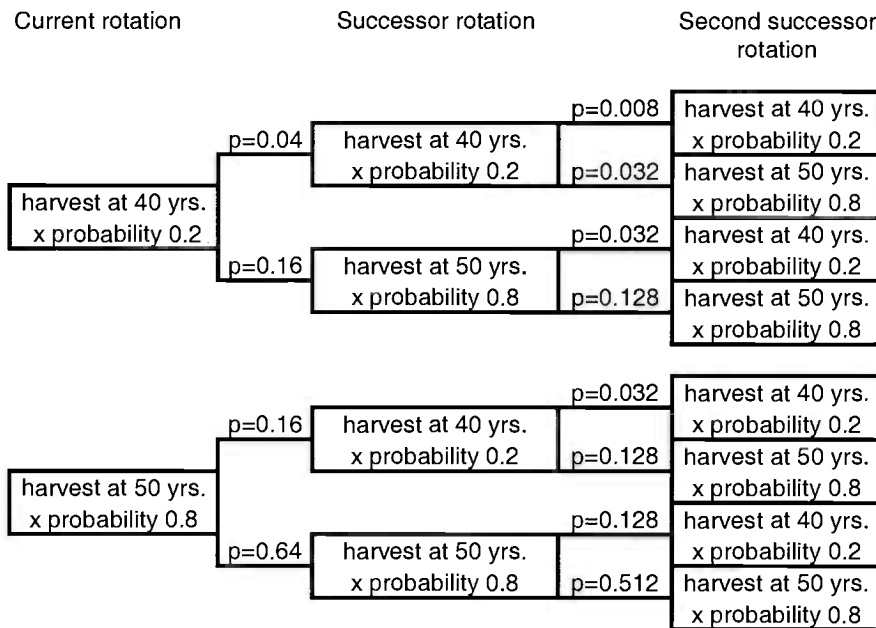 Current rotation
Successor rotation
Second successor
rotation
p=0.008
harvest at 40 yrs.
x probability 0.2
p=0.04
harvest at 40 yrs.
x probability 0.2
p=0.032
harvest at 50 yrs.
x probability 0.8
harvest at 40 yrs.
x probability 0.2
p=0.032
harvest at 40 yrs.
x probability 0.2
p=0.16
harvest at 50 yrs.
x probability 0.8
p=0.128
harvest at 50 yrs.
x probability 0.8
p=0.032
harvest at 40 yrs.
x probability 0.2
p=0.16
harvest at 40 yrs.
x probability 0.2
p=0.128
harvest at 50 yrs.
x probability 0.8
harvest at 50 yrs.
x probability 0.8
p=0.128
harvest at 40 yrs.
x probability 0.2
p=0.64
harvest at 50 yrs.
x probability 0.8
p=0.512
harvest at 50 yrs.
x probability 0.8